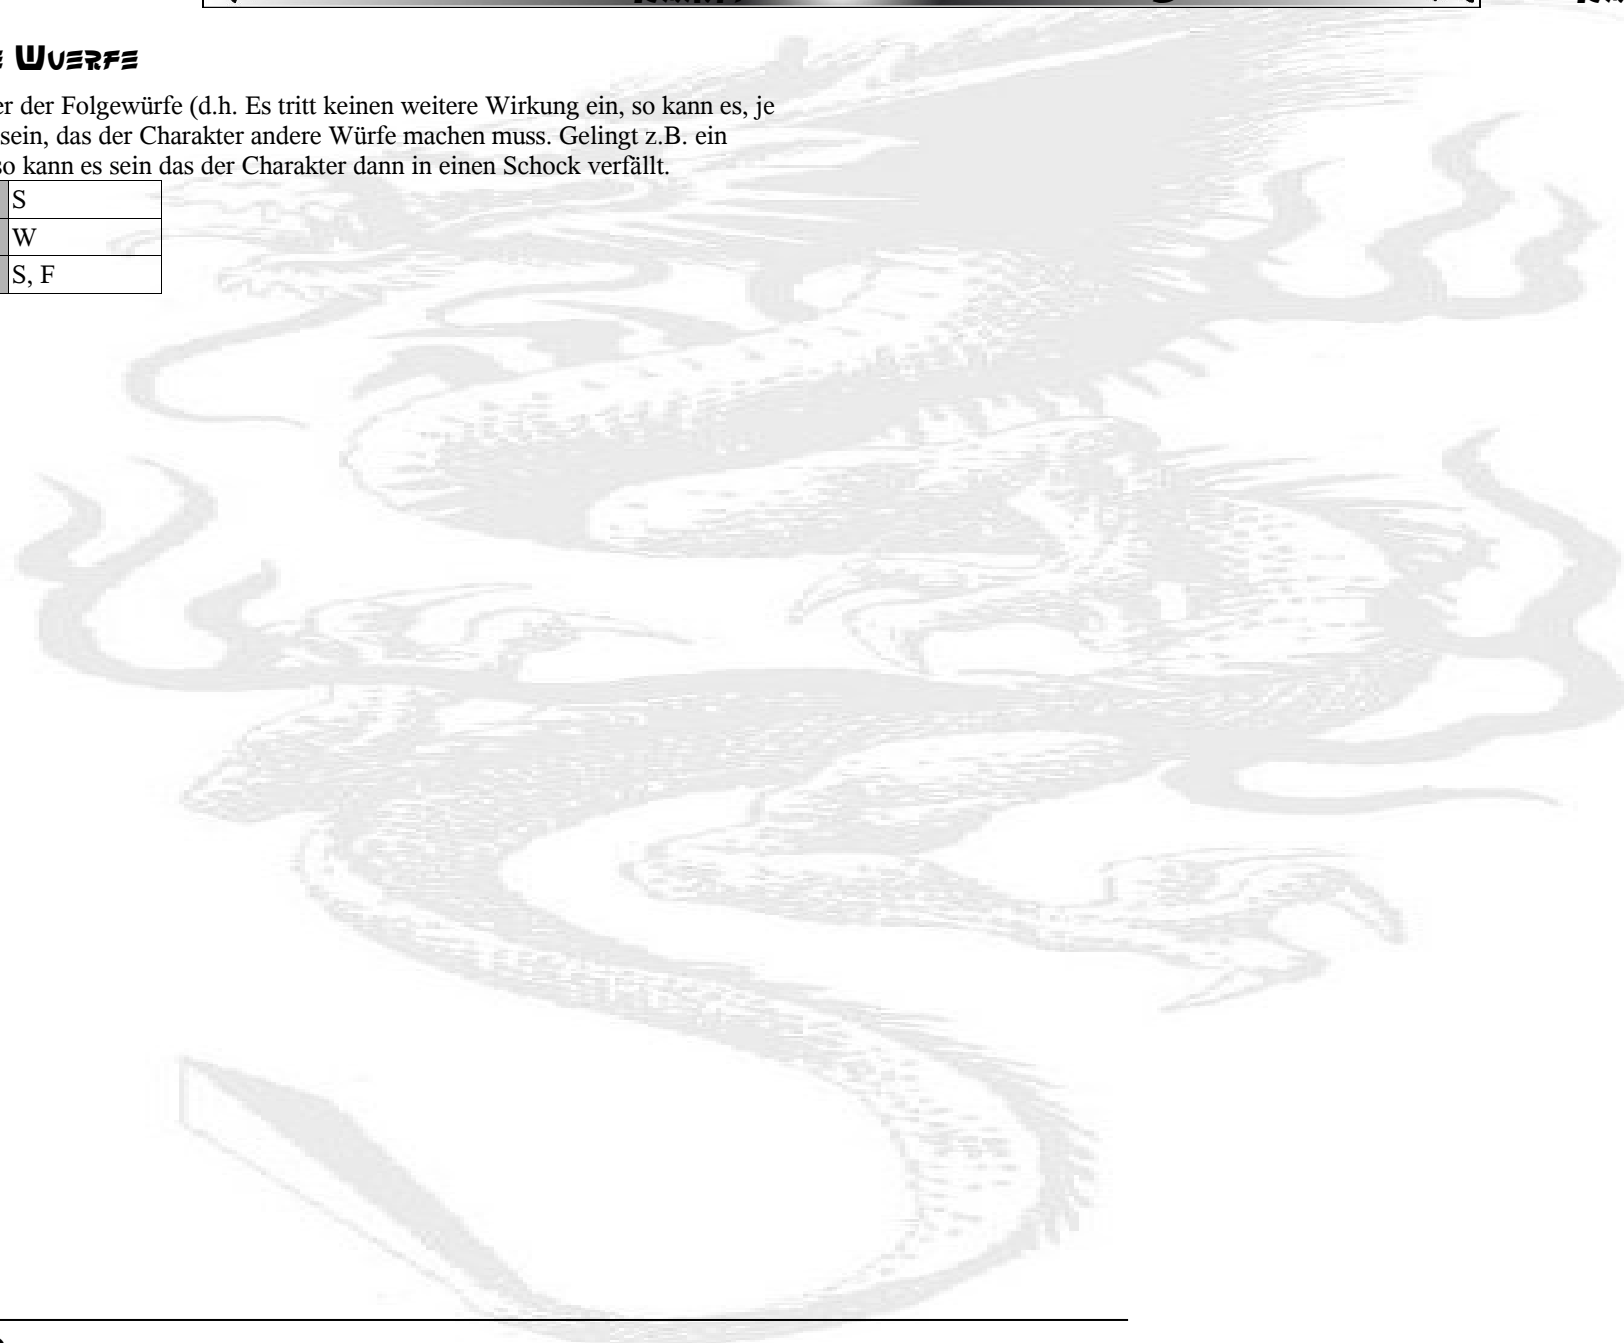 Wuerfe
er der Folgewürfe (d.h. Es tritt keinen weitere Wirkung ein, so kann es, je
sein, das der Charakter andere Würfe machen muss. Gelingt z.B. ein
so kann es sein das der Charakter dann in einen Schock verfällt.
S
W
S, F